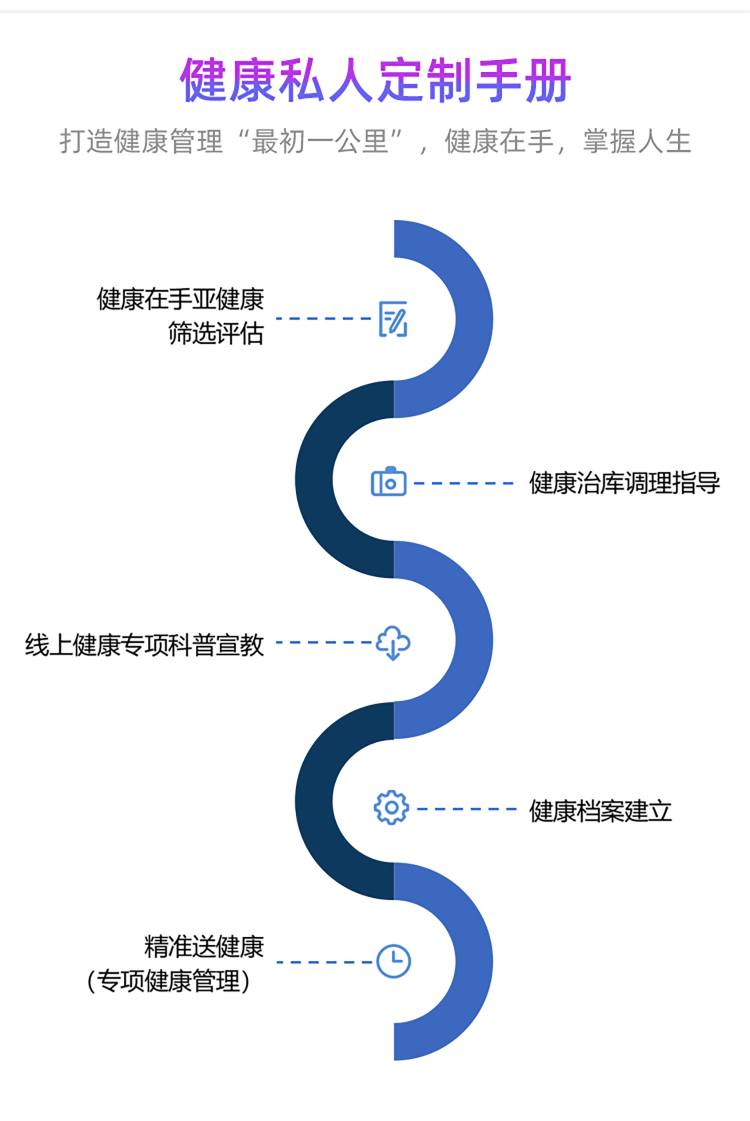 健康私人定制手册
打造健康管理“最初一公里”，健康在手，掌握人生
健康在手亚健康
筛选评估
健康治库调理指导
线上健康专项科普宣教
健康档案建立
精准送健康
（专项健康管理）